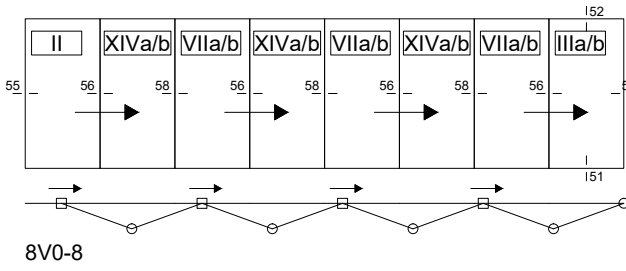 52
II XIVa/b VIIa/b XIVa/b VIIa/b XIVa/b VIIa/b IIIa/b
55 56 58 56 58 56 58 56
51
8V0-8